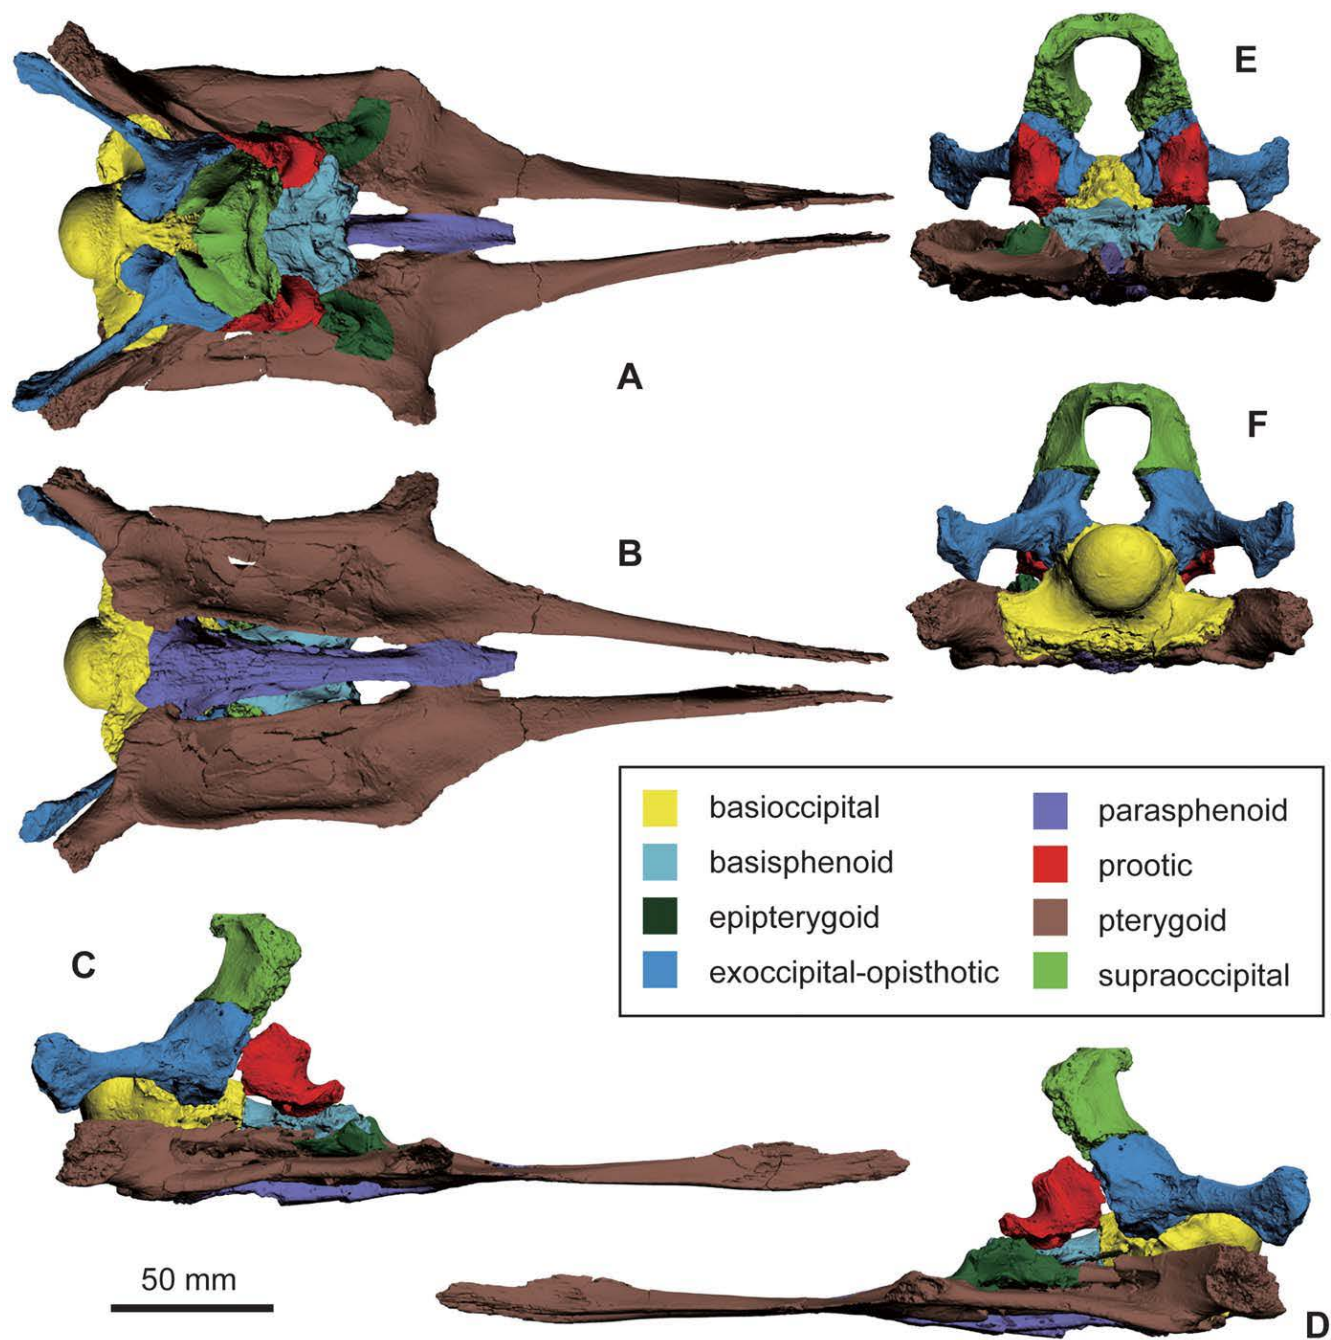 E
A
F
B
basioccipital
parasphenoid
basisphenoid
prootic
epipterygoid
pterygoid
exoccipital-opisthotic
supraoccipital
C
50 mm
D